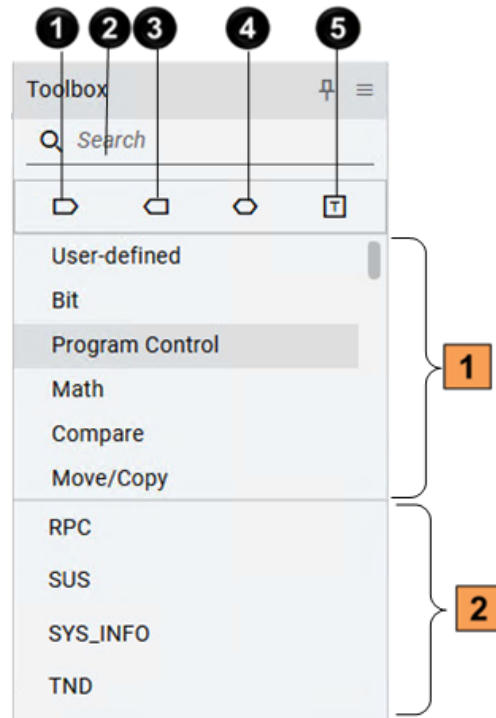 1 2 3 4 5
Toolbox
Search
T
User-defined
Bit
Program Control
1
Math
Compare
Move/Copy
RPC
SUS
2
SYS_INFO
TND